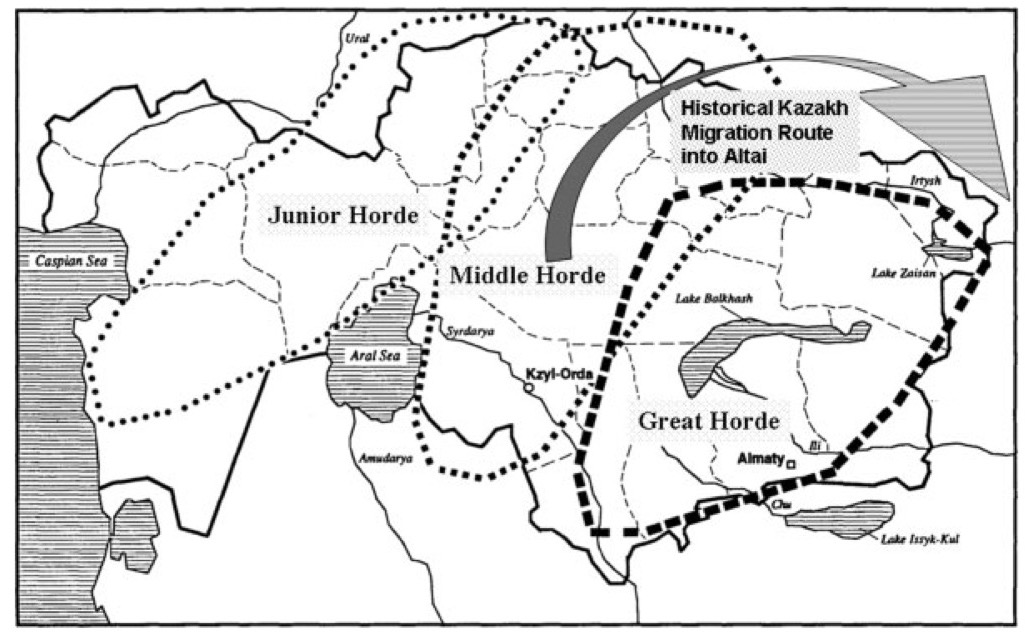 Ural
Historical Kazakh
Migration Route
into Altai
Irtysh
Junior Horde
Caspian Sea
Middle Horde
Lake Zaisan
Lake Balkhash
Syrdarya
Aral Sea
Kzyl-Orda
Great Horde
Ili
Amudarya
Almaty
Chu
Lake Issyk-Kul